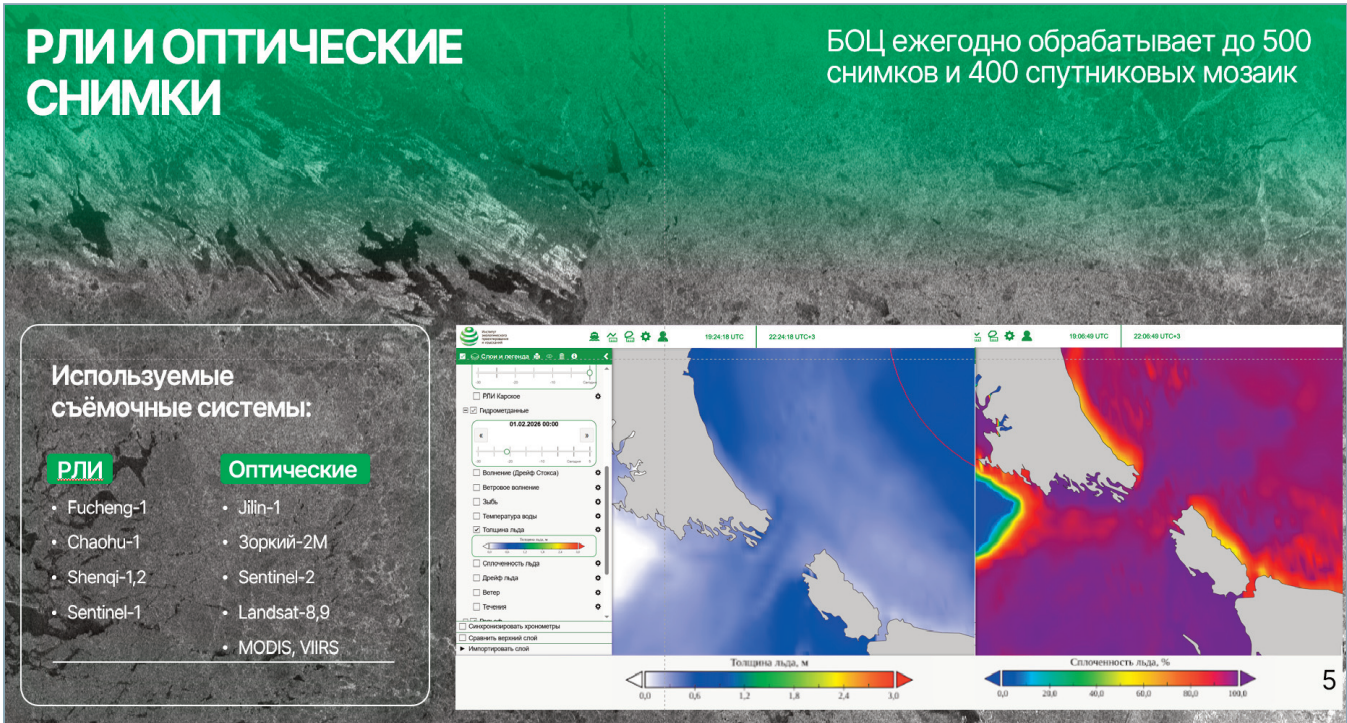 РЛИ И ОПТИЧЕСКИЕ
СНИМКИ
БОЦ ежегодно обрабатывает до 500
снимков и 400 спутниковых мозаик
Используемые
съёмочные системы:
РЛИ
• Fucheng-1
• Chaohu-1
• Shenqi-1,2
• Sentinel-1
Оптические
• Jilin-1
• Зоркий-2М
• Sentinel-2
• Landsat-8,9
• MODIS, VIIRS
19:24:18 UTC
22:24:18 UTC+3
19:06:49 UTC
22:06:49 UTC+3
Слои и легенда
-30 -20 -10 Сегодня
РЛИ Карское
Гидрометданные
01.02.2026 00:00
« »
Волнение (Дрейф Стокса)
Ветровое волнение
Зыбь
Температура воды
Толщина льда
Толщина льда, м
Сплоченность льда
Дрейф льда
Ветер
Течения
Синхронизировать хронометры
Сравнить верхний слой
Импортировать слой
Толщина льда, м
0,0 0,6 1,2 1,8 2,4 3,0
Сплоченность льда, %
0,0 20,0 40,0 60,0 80,0 100,0
5